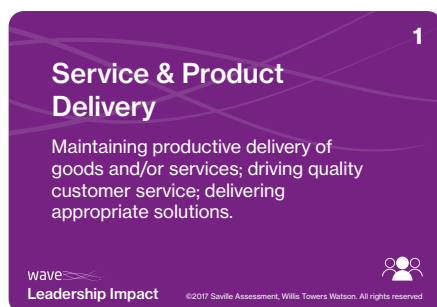 1
Service & Product
Delivery
Maintaining productive delivery of
goods and/or services; driving quality
customer service; delivering
appropriate solutions.
wave
Leadership Impact
©2017 Saville Assessment, Willis Towers Watson. All rights reserved